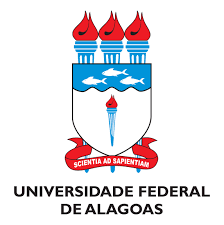 SCIENTIA AD SAPIENTIAM
UNIVERSIDADE FEDERAL
DE ALAGOAS